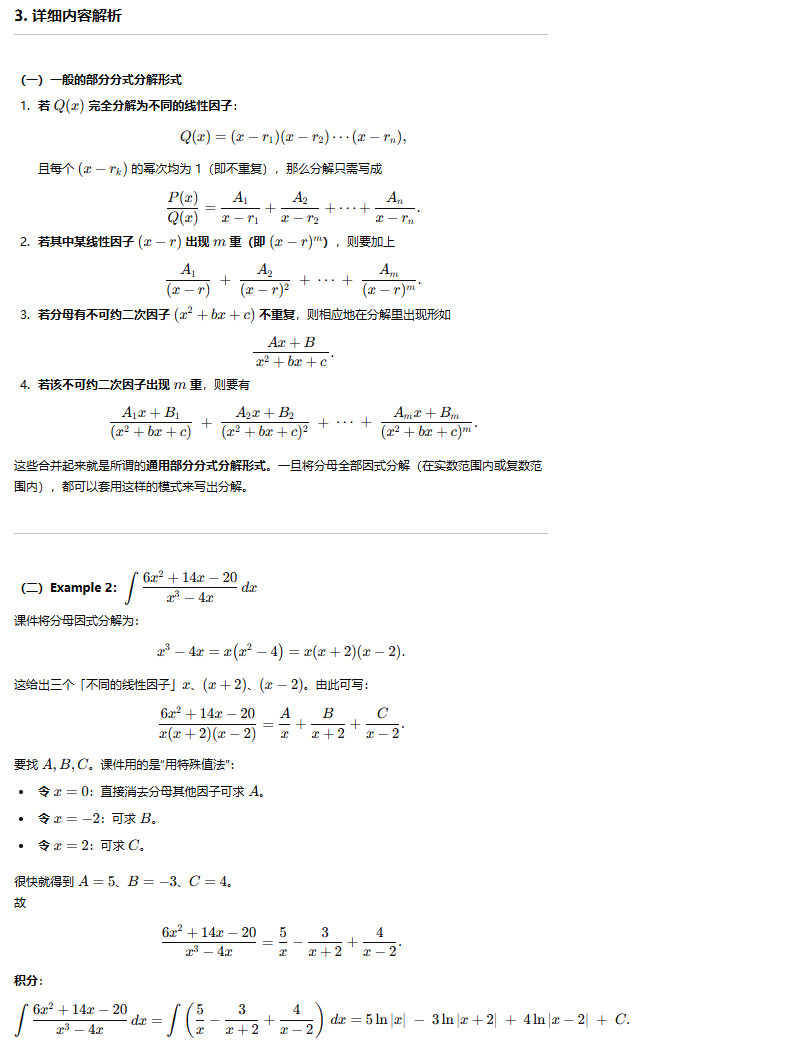 3. 详细内容解析
（一）一般的部分分式分解形式
1. 若 Q(x) 完全分解为不同的线性因子：
Q(x) = (x − r₁)(x − r₂)⋯(x − rₙ),
且每个 (x − rₖ) 的幂次均为 1（即不重复），那么分解只需写成
P(x)/Q(x) = A₁/(x − r₁) + A₂/(x − r₂) + ⋯ + Aₙ/(x − rₙ).
2. 若其中某线性因子 (x − r) 出现 m 重（即 (x − r)ᵐ），则要加上
A₁/(x − r) + A₂/(x − r)² + ⋯ + Aₘ/(x − r)ᵐ.
3. 若分母有不可约二次因子 (x² + bx + c) 不重复，则相应地在分解里出现形如
(Ax + B)/(x² + bx + c).
4. 若该不可约二次因子出现 m 重，则要有
(A₁x + B₁)/(x² + bx + c) + (A₂x + B₂)/(x² + bx + c)² + ⋯ + (Aₘx + Bₘ)/(x² + bx + c)ᵐ.
这些合并起来就是所谓的通用部分分式分解形式。一旦将分母全部因式分解（在实数范围内或复数范
围内），都可以套用这样的模式来写出分解。
（二）Example 2: ∫ (6x² + 14x − 20)/(x³ − 4x) dx
课件将分母因式分解为：
x³ − 4x = x(x² − 4) = x(x + 2)(x − 2).
这给出三个「不同的线性因子」x、(x + 2)、(x − 2)。由此可写：
(6x² + 14x − 20)/(x(x + 2)(x − 2)) = A/x + B/(x + 2) + C/(x − 2).
要找 A, B, C。课件用的是“用特殊值法”：
• 令 x = 0：直接消去分母其他因子可求 A。
• 令 x = −2：可求 B。
• 令 x = 2：可求 C。
很快就得到 A = 5、B = −3、C = 4。
故
(6x² + 14x − 20)/(x³ − 4x) = 5/x − 3/(x + 2) + 4/(x − 2).
积分：
∫ (6x² + 14x − 20)/(x³ − 4x) dx = ∫ (5/x − 3/(x + 2) + 4/(x − 2)) dx = 5 ln |x| − 3 ln |x + 2| + 4 ln |x − 2| + C.